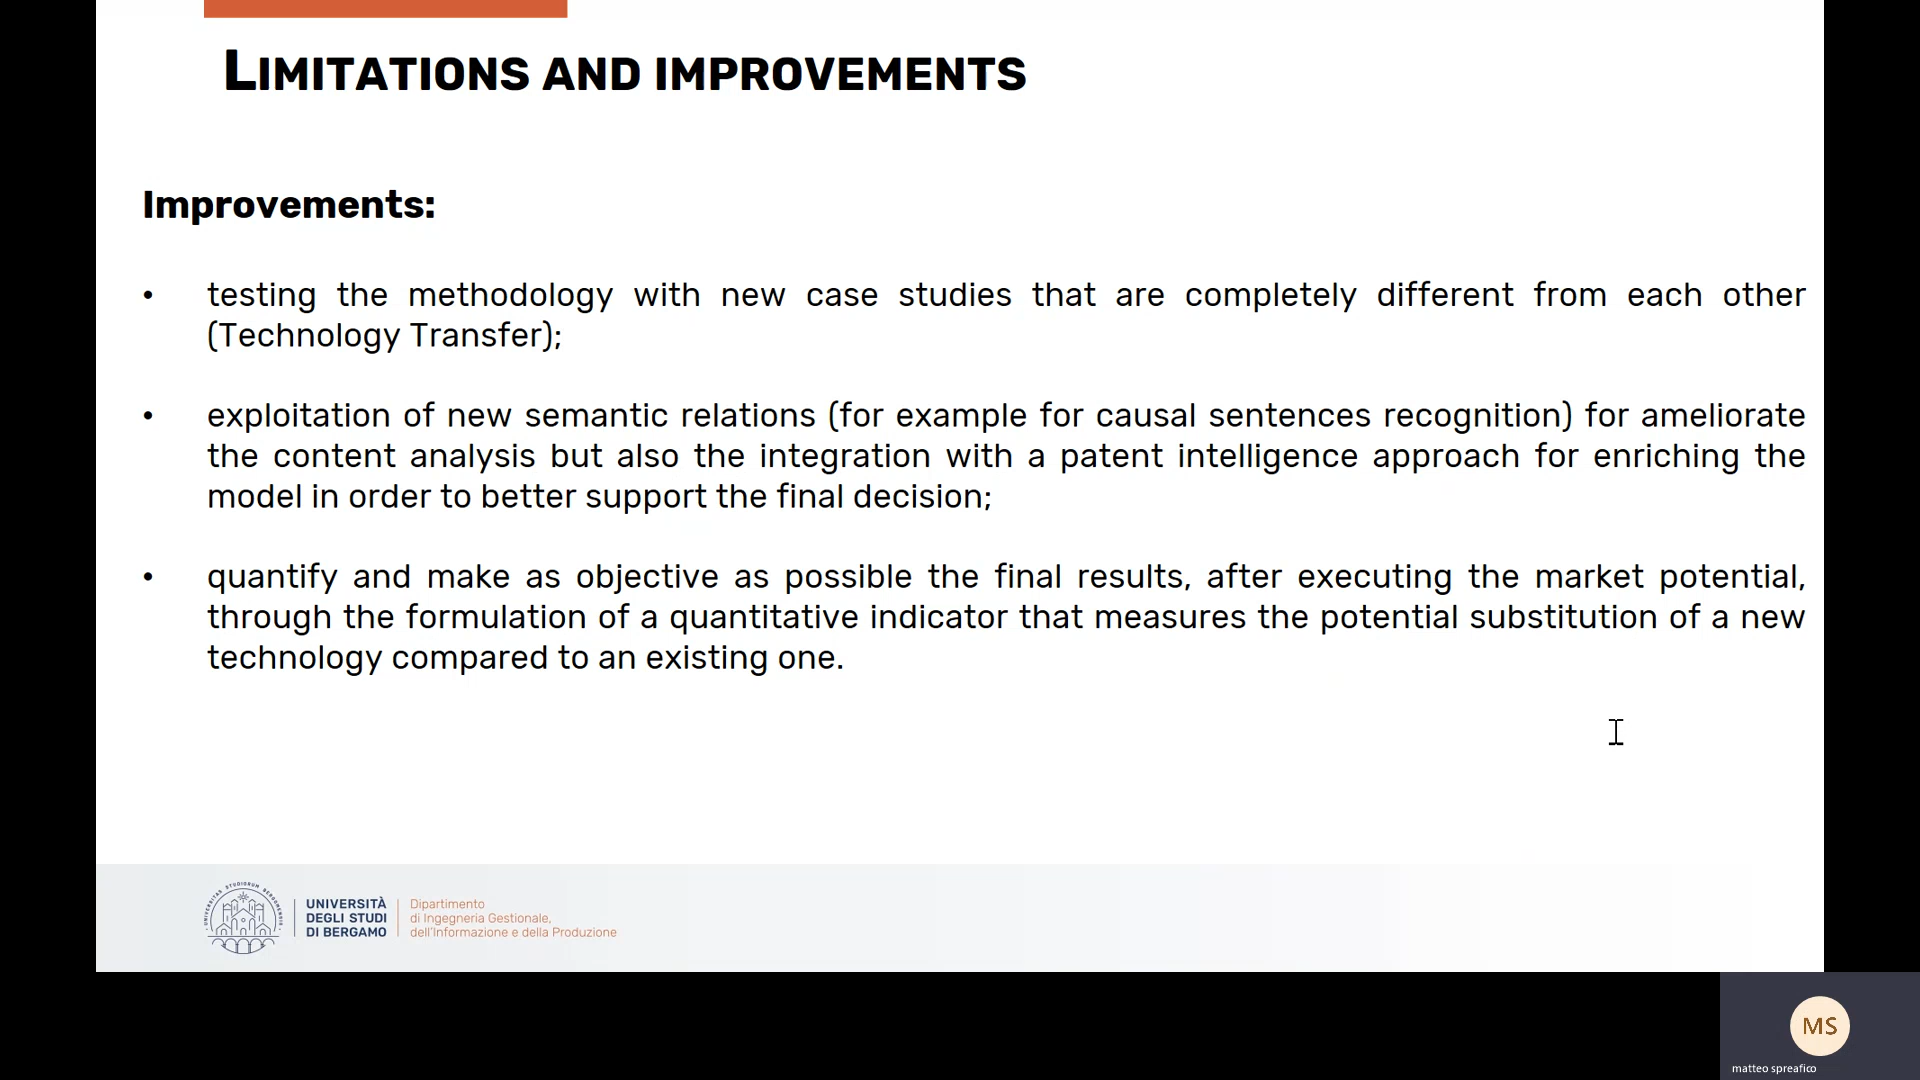 LIMITATIONS AND IMPROVEMENTS
Improvements:
• testing the methodology with new case studies that are completely different from each other
(Technology Transfer);
• exploitation of new semantic relations (for example for causal sentences recognition) for ameliorate
the content analysis but also the integration with a patent intelligence approach for enriching the
model in order to better support the final decision;
• quantify and make as objective as possible the final results, after executing the market potential,
through the formulation of a quantitative indicator that measures the potential substitution of a new
technology compared to an existing one.
UNIVERSITÀ
DEGLI STUDI
DI BERGAMO
Dipartimento
di Ingegneria Gestionale,
dell'Informazione e della Produzione
MS
matteo spreafico